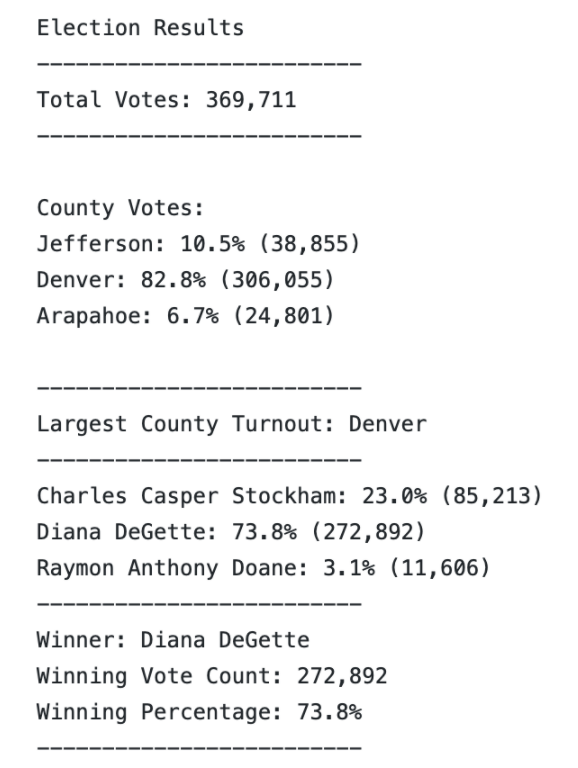 Election Results
-------------------------
Total Votes: 369,711
-------------------------
County Votes:
Jefferson: 10.5% (38,855)
Denver: 82.8% (306,055)
Arapahoe: 6.7% (24,801)
-------------------------
Largest County Turnout: Denver
-------------------------
Charles Casper Stockham: 23.0% (85,213)
Diana DeGette: 73.8% (272,892)
Raymon Anthony Doane: 3.1% (11,606)
-------------------------
Winner: Diana DeGette
Winning Vote Count: 272,892
Winning Percentage: 73.8%
-------------------------